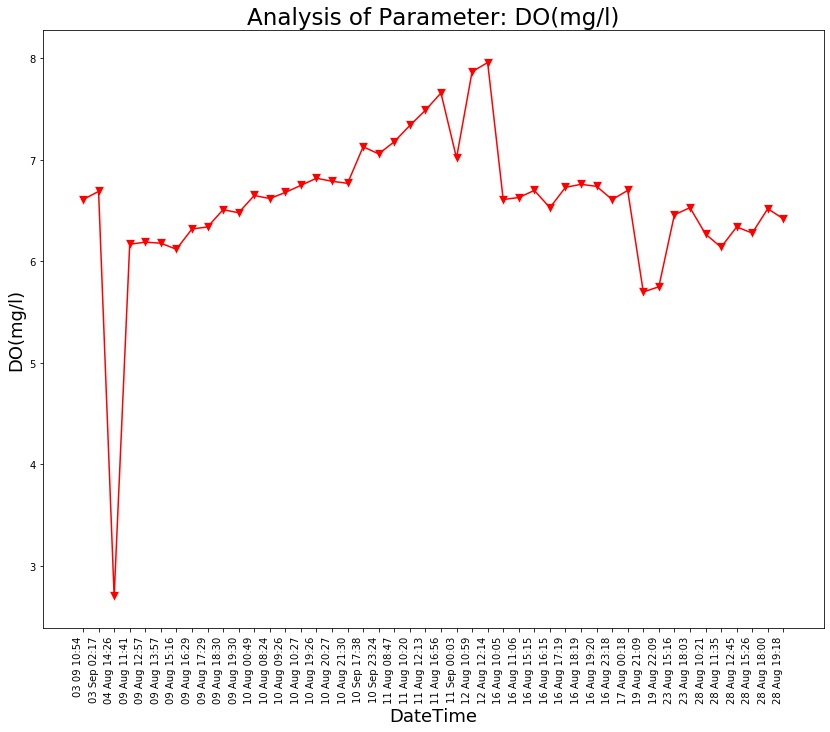 Analysis of Parameter: DO(mg/l)
DO(mg/l)
8
7
6
5
4
3
03 09 10:54
03 Sep 02:17
04 Aug 14:26
09 Aug 11:41
09 Aug 12:57
09 Aug 13:57
09 Aug 15:16
09 Aug 16:29
09 Aug 17:29
09 Aug 18:30
09 Aug 19:30
10 Aug 00:49
10 Aug 08:24
10 Aug 09:26
10 Aug 10:27
10 Aug 19:26
10 Aug 20:27
10 Aug 21:30
10 Sep 17:38
10 Sep 23:24
11 Aug 08:47
11 Aug 10:20
11 Aug 12:13
11 Aug 16:56
11 Sep 00:03
12 Aug 10:59
12 Aug 12:14
16 Aug 10:05
16 Aug 11:06
16 Aug 15:15
16 Aug 16:15
16 Aug 17:19
16 Aug 18:19
16 Aug 19:20
16 Aug 23:18
17 Aug 00:18
19 Aug 21:09
19 Aug 22:09
23 Aug 15:16
23 Aug 18:03
28 Aug 10:21
28 Aug 11:35
28 Aug 12:45
28 Aug 15:26
28 Aug 18:00
28 Aug 19:18
DateTime